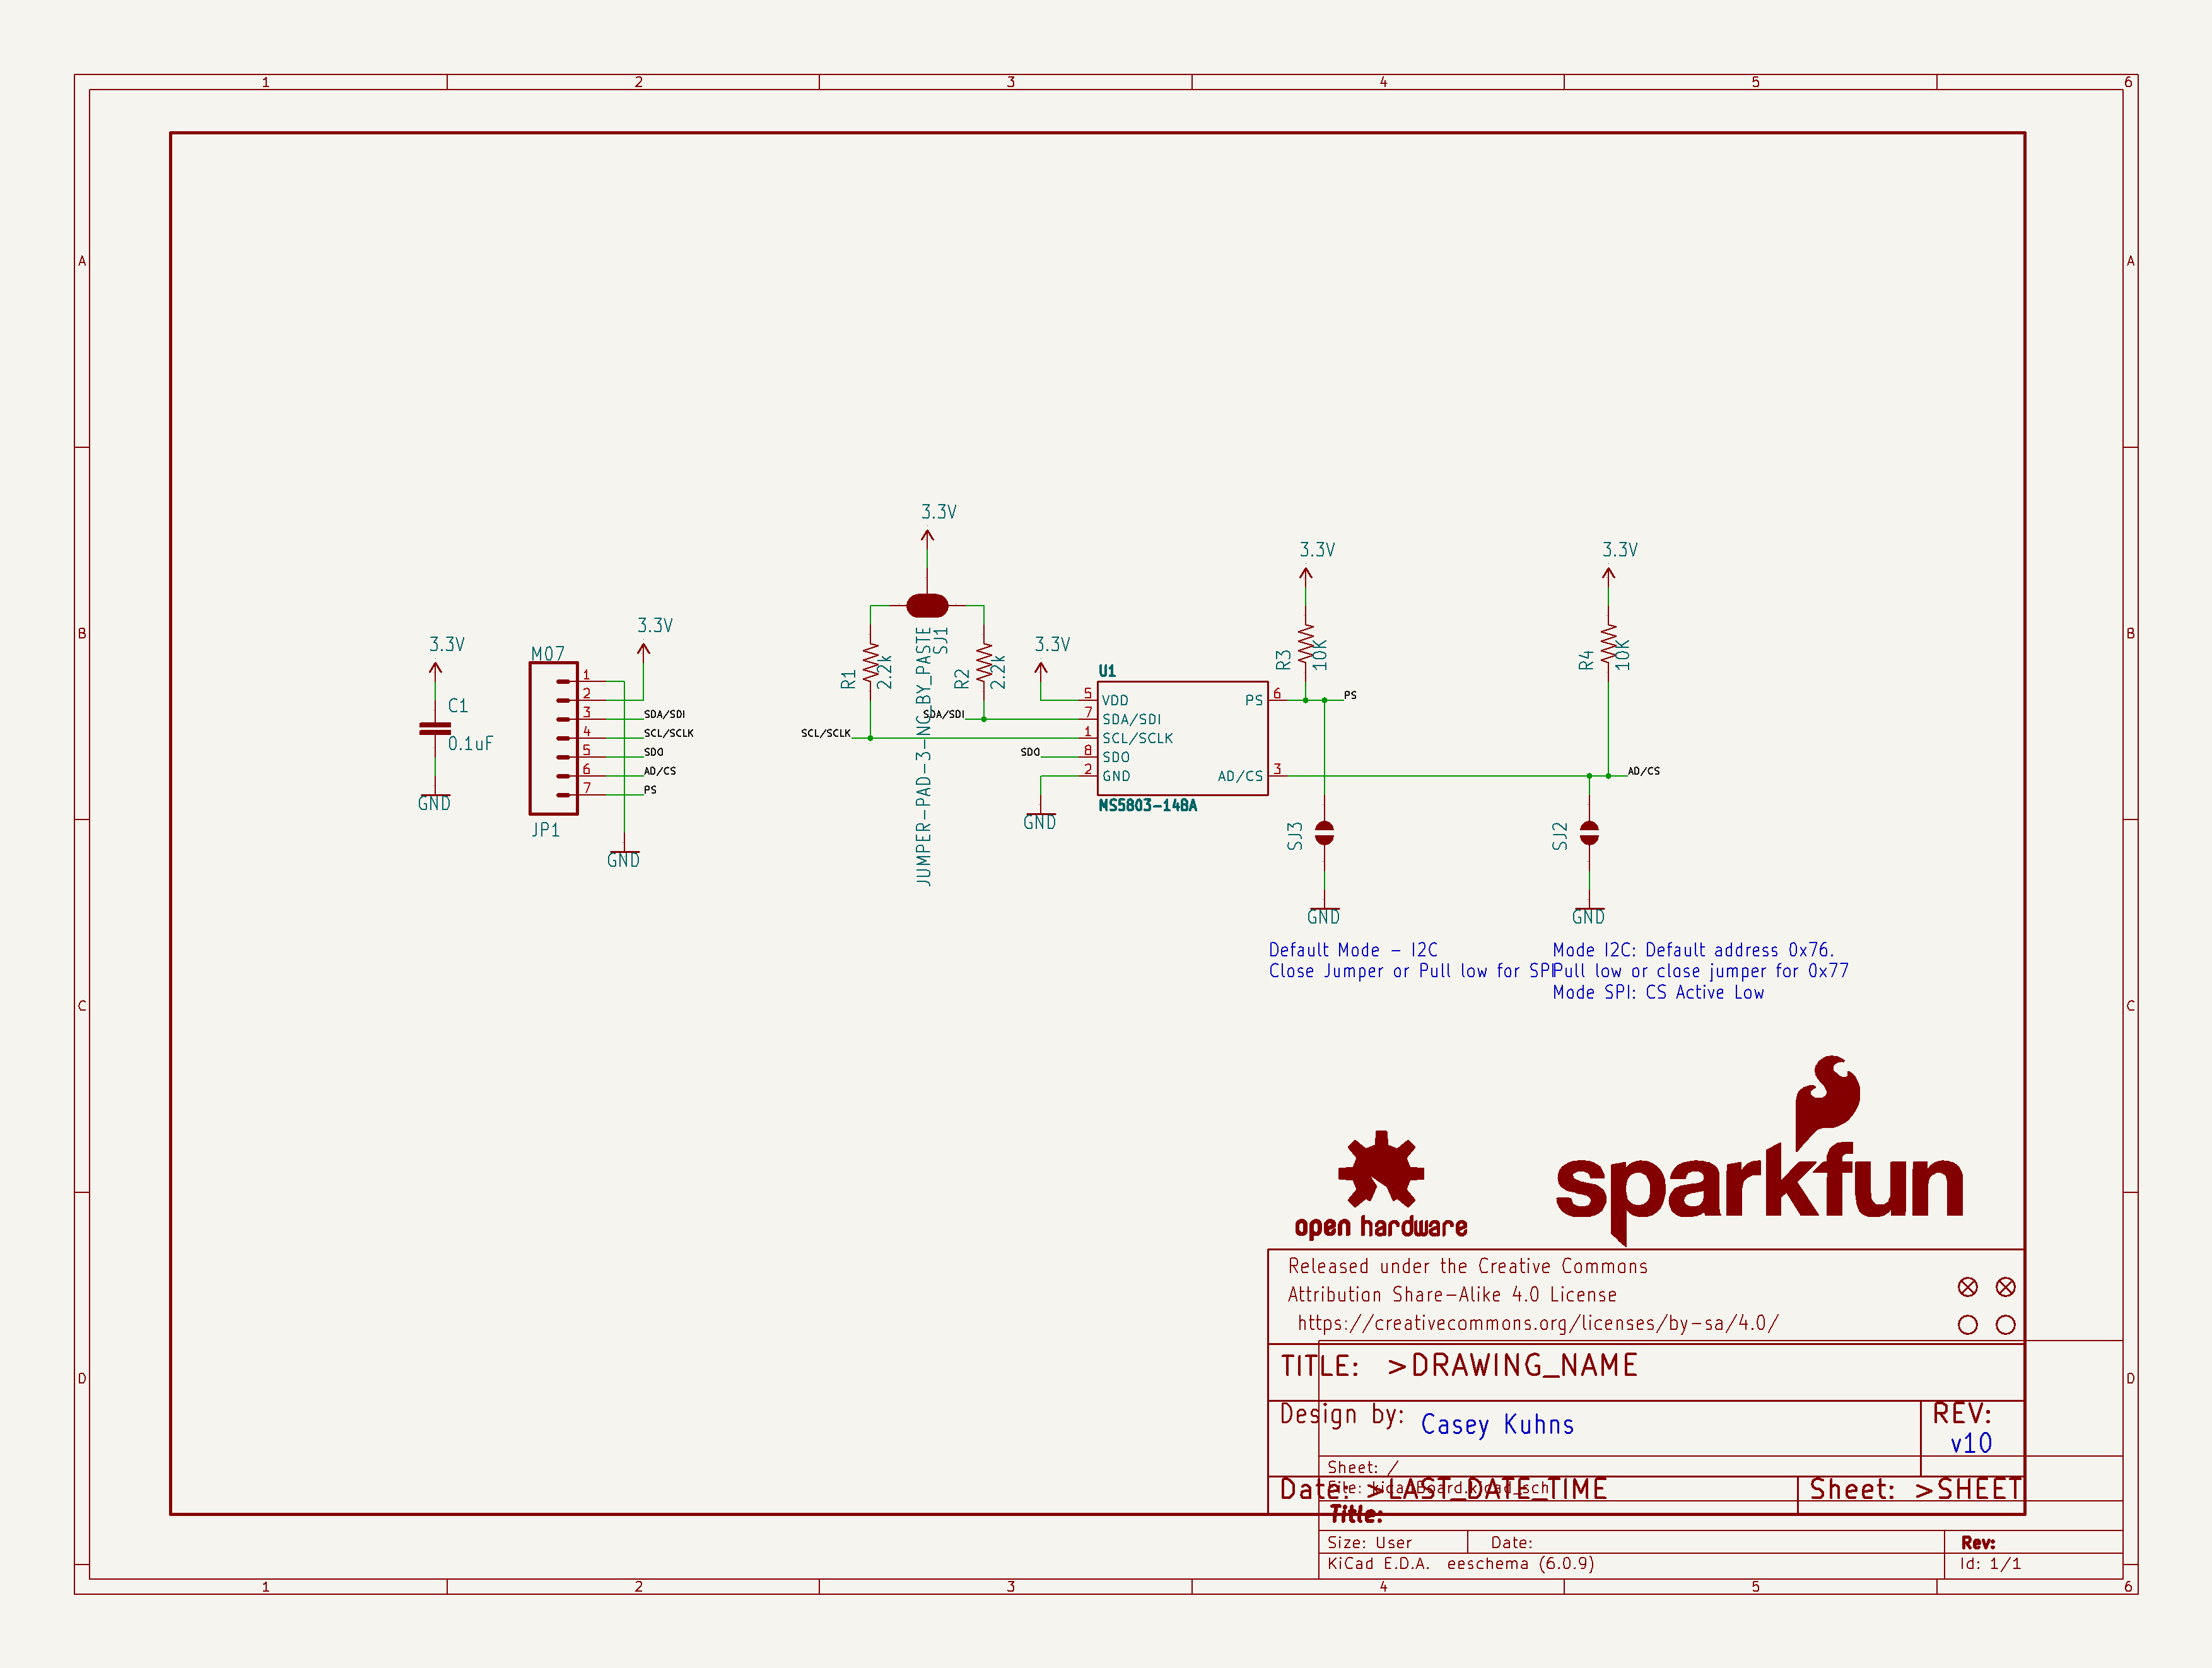 1 2 3 4 5 6
A A
B B
C C
D D
3.3V
C1
0.1uF
GND
M07
1
2
3
4
5
6
7
JP1
3.3V
SDA/SDI
SCL/SCLK
SDO
AD/CS
PS
GND
3.3V
SJ1
JUMPER-PAD-3-NC_BY_PASTE
R1
2.2k
R2
2.2k
SCL/SCLK
SDA/SDI
SDO
3.3V
GND
U1
5 VDD
7 SDA/SDI
1 SCL/SCLK
8 SDO
2 GND
PS 6
AD/CS 3
MS5803-14BA
3.3V
R3
10K
PS
SJ3
GND
3.3V
R4
10K
AD/CS
SJ2
GND
Default Mode - I2C
Close Jumper or Pull low for SPI
Mode I2C: Default address 0x76.
Pull low or close jumper for 0x77
Mode SPI: CS Active Low
open hardware
sparkfun
Released under the Creative Commons
Attribution Share-Alike 4.0 License
https://creativecommons.org/licenses/by-sa/4.0/
TITLE: >DRAWING_NAME
Design by: Casey Kuhns
REV:
v10
Date: >LAST_DATE_TIME
Sheet: >SHEET
Sheet: /
File: kicadBoard.kicad_sch
Title:
Size: User
Date:
Rev:
KiCad E.D.A. eeschema (6.0.9)
Id: 1/1
1 2 3 4 5 6